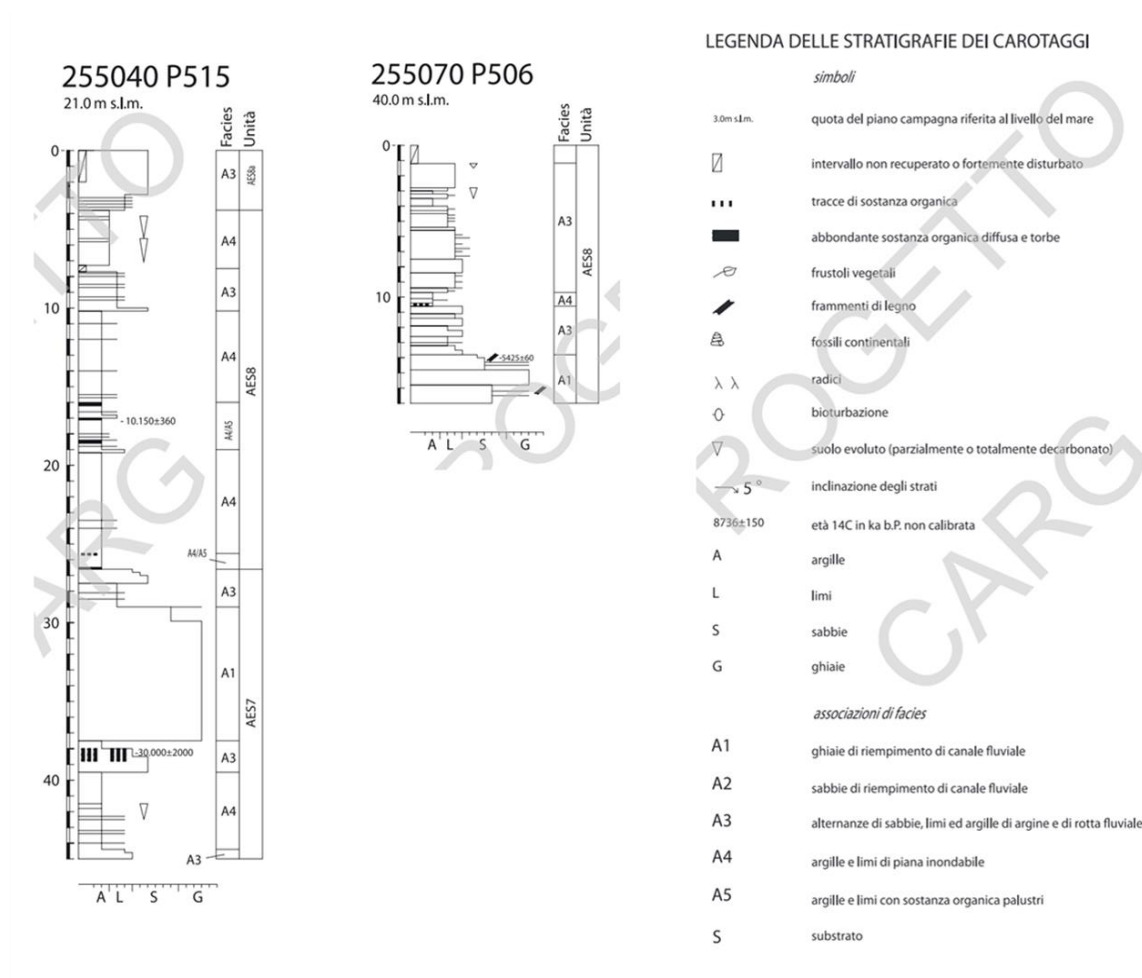 255040 P515
21.0 m s.l.m.
Facies
Unità
0
10
20
30
40
A3
A4
A3
A4
A4/A5
A4
A4/A5
A3
A1
A3
A4
A3
AES8a
AES8
AES7
- 10.150±360
-30.000±2000
A L S G
255070 P506
40.0 m s.l.m.
Facies
Unità
0
10
A3
A4
A3
A1
AES8
-5425±60
A L S G
LEGENDA DELLE STRATIGRAFIE DEI CAROTAGGI
simboli
3.0m s.l.m. quota del piano campagna riferita al livello del mare
intervallo non recuperato o fortemente disturbato
tracce di sostanza organica
abbondante sostanza organica diffusa e torbe
frustoli vegetali
frammenti di legno
fossili continentali
radici
bioturbazione
suolo evoluto (parzialmente o totalmente decarbonato)
5° inclinazione degli strati
8736±150 età 14C in ka b.P. non calibrata
A argille
L limi
S sabbie
G ghiaie
associazioni di facies
A1 ghiaie di riempimento di canale fluviale
A2 sabbie di riempimento di canale fluviale
A3 alternanze di sabbie, limi ed argille di argine e di rotta fluviale
A4 argille e limi di piana inondabile
A5 argille e limi con sostanza organica palustri
S substrato
ROGETTO
CARG
ROGETTO
CARG